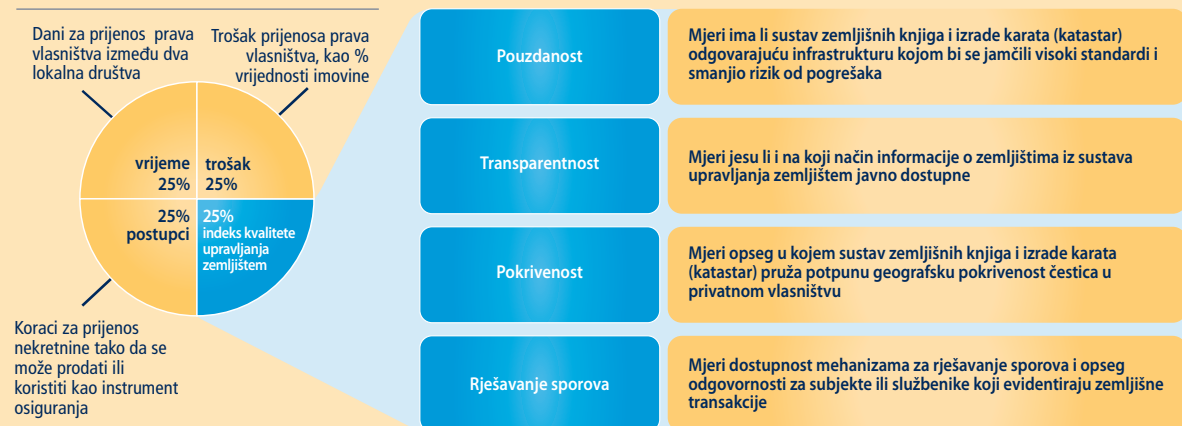 Dani za prijenos prava
vlasništva između dva
lokalna društva
Trošak prijenosa prava
vlasništva, kao %
vrijednosti imovine
vrijeme
25%
trošak
25%
25%
postupci
25%
indeks kvalitete
upravljanja
zemljištem
Koraci za prijenos
nekretnine tako da se
može prodati ili
koristiti kao instrument
osiguranja
Pouzdanost
Mjeri ima li sustav zemljišnih knjiga i izrade karata (katastar)
odgovarajuću infrastrukturu kojom bi se jamčili visoki standardi i
smanjio rizik od pogrešaka
Transparentnost
Mjeri jesu li i na koji način informacije o zemljištima iz sustava
upravljanja zemljištem javno dostupne
Pokrivenost
Mjeri opseg u kojem sustav zemljišnih knjiga i izrade karata
(katastar) pruža potpunu geografsku pokrivenost čestica u
privatnom vlasništvu
Rješavanje sporova
Mjeri dostupnost mehanizama za rješavanje sporova i opseg
odgovornosti za subjekte ili službenike koji evidentiraju zemljišne
transakcije